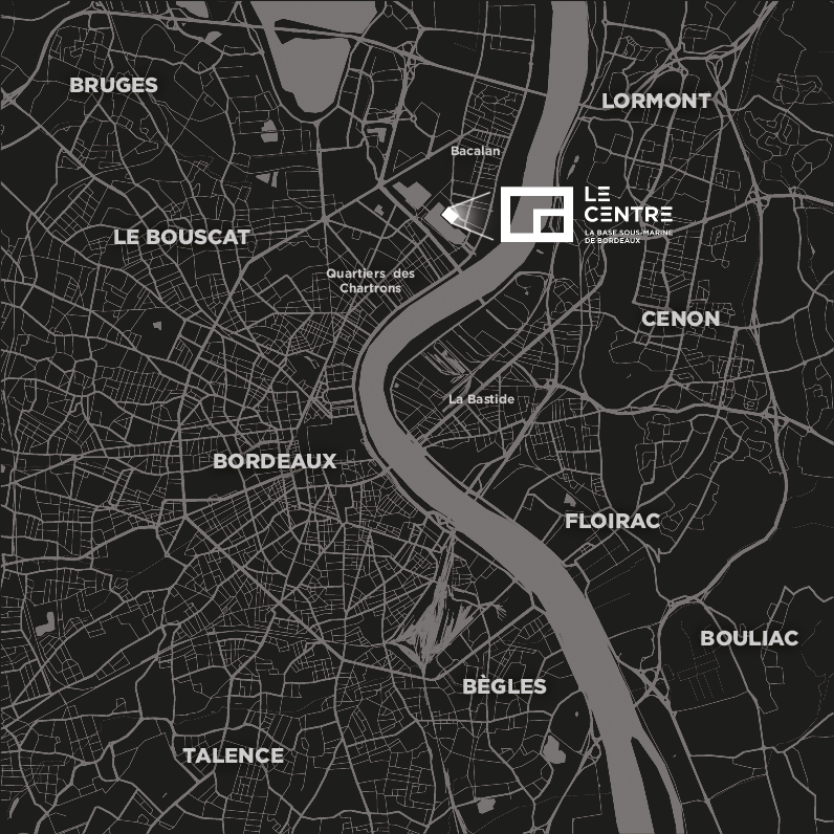 BRUGES
LORMONT
Bacalan
LE
CENTRE
LA BASE SOUS-MARINE
DE BORDEAUX
LE BOUSCAT
Quartiers des
Chartrons
CENON
La Bastide
BORDEAUX
FLOIRAC
BOULIAC
BÈGLES
TALENCE